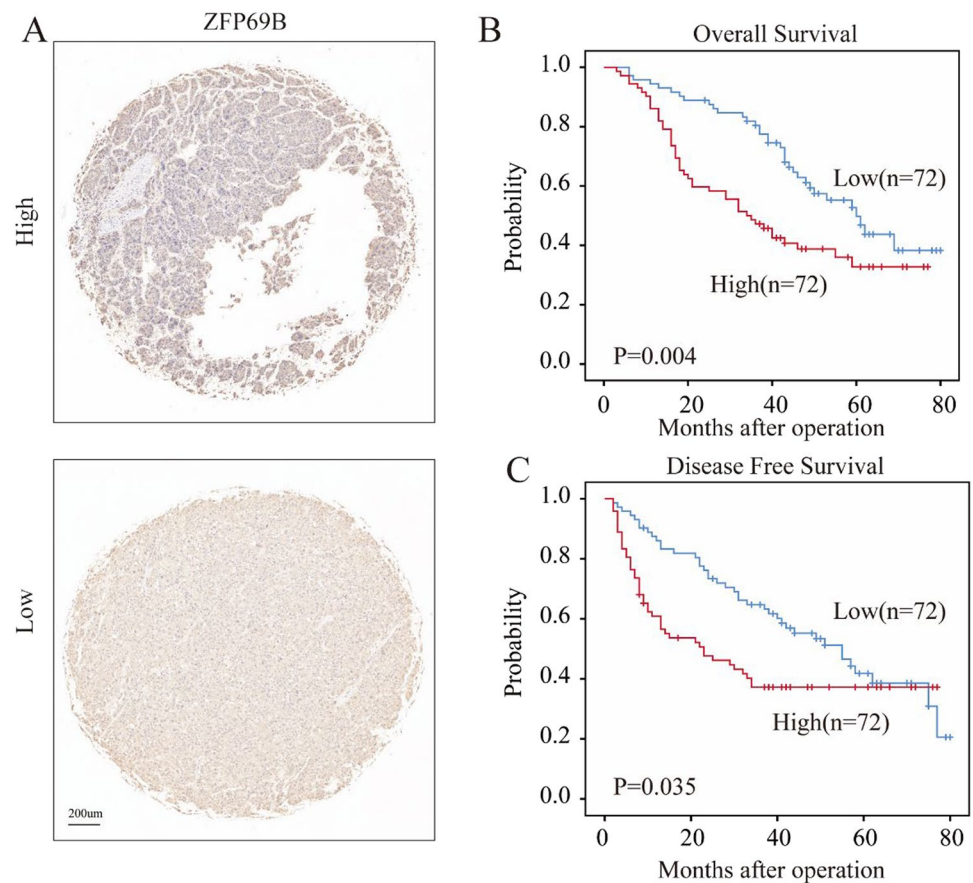 A
ZFP69B
High
Low
200um
B
Overall Survival
Probability
1.0
0.8
0.6
0.4
0.2
0.0
Low(n=72)
High(n=72)
P=0.004
0 20 40 60 80
Months after operation
C
Disease Free Survival
Probability
1.0
0.8
0.6
0.4
0.2
0.0
Low(n=72)
High(n=72)
P=0.035
0 20 40 60 80
Months after operation